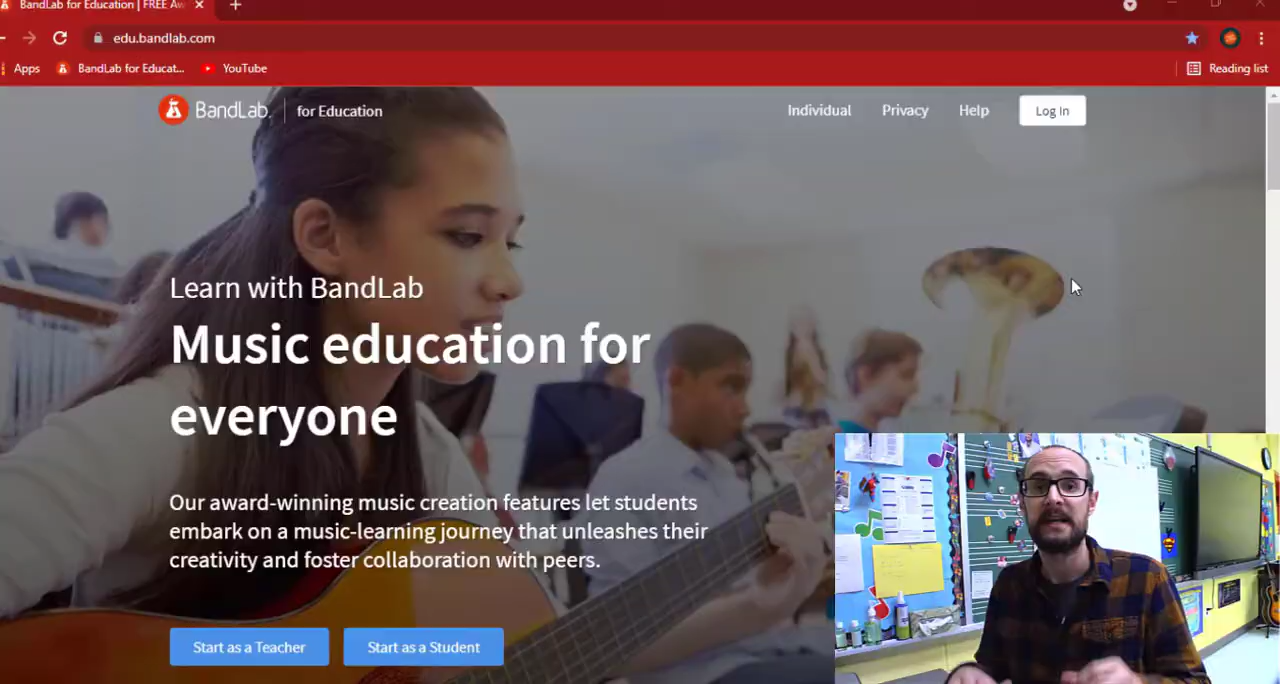 BandLab for Education | FREE Aw
edu.bandlab.com
Apps
BandLab for Educat...
YouTube
Reading list
BandLab
for Education
Individual
Privacy
Help
Log In
Learn with BandLab
Music education for
everyone
Our award-winning music creation features let students
embark on a music-learning journey that unleashes their
creativity and foster collaboration with peers.
Start as a Teacher
Start as a Student